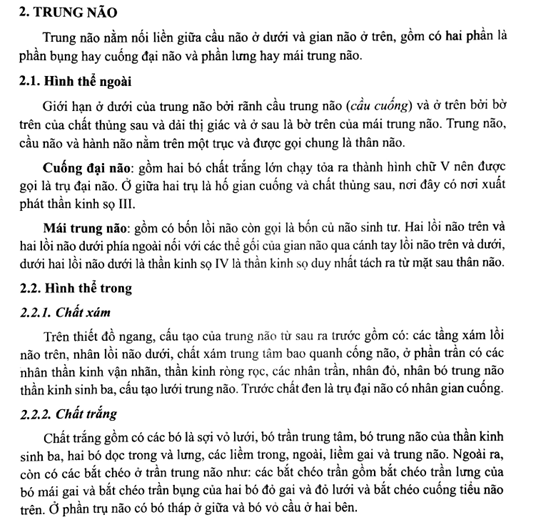 2. TRUNG NÃO
Trung não nằm nối liền giữa cầu não ở dưới và gian não ở trên, gồm có hai phần là
phần bụng hay cuống đại não và phần lưng hay mái trung não.
2.1. Hình thể ngoài
Giới hạn ở dưới của trung não bởi rãnh cầu trung não (cầu cuống) và ở trên bởi bờ
trên của chất thủng sau và dải thị giác và ở sau là bờ trên của mái trung não. Trung não,
cầu não và hành não nằm trên một trục và được gọi chung là thân não.
Cuống đại não: gồm hai bó chất trắng lớn chạy tỏa ra thành hình chữ V nên được
gọi là trụ đại não. Ở giữa hai trụ là hố gian cuống và chất thủng sau, nơi đây có nơi xuất
phát thần kinh sọ III.
Mái trung não: gồm có bốn lồi não còn gọi là bốn củ não sinh tư. Hai lồi não trên và
hai lồi não dưới phía ngoài nối với các thể gối của gian não qua cánh tay lồi não trên và dưới,
dưới hai lồi não dưới là thần kinh sọ IV là thần kinh sọ duy nhất tách ra từ mặt sau thân não.
2.2. Hình thể trong
2.2.1. Chất xám
Trên thiết đồ ngang, cấu tạo của trung não từ sau ra trước gồm có: các tầng xám lồi
não trên, nhân lồi não dưới, chất xám trung tâm bao quanh cống não, ở phần trần có các
nhân thần kinh vận nhãn, thần kinh ròng rọc, các nhân trần, nhân đỏ, nhân bó trung não
thần kinh sinh ba, cấu tạo lưới trung não. Trước chất đen là trụ đại não có nhân gian cuống.
2.2.2. Chất trắng
Chất trắng gồm có các bó là sợi vỏ lưới, bó trần trung tâm, bó trung não của thần kinh
sinh ba, hai bó dọc trong và lưng, các liềm trong, ngoài, liềm gai và trung não. Ngoài ra,
còn có các bắt chéo ở trần trung não như: các bắt chéo trần gồm bắt chéo trần lưng của
bó mái gai và bắt chéo trần bụng của hai bó đỏ gai và đỏ lưới và bắt chéo cuống tiểu não
trên. Ở phần trụ não có bó tháp ở giữa và bó vỏ cầu ở hai bên.